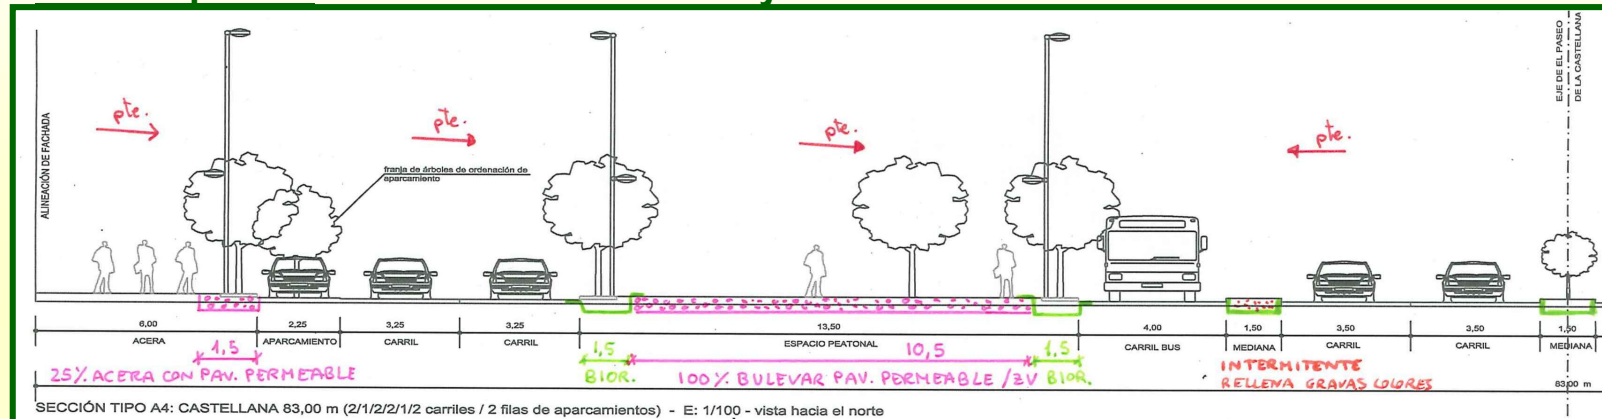 EJE DE EL PASEO
DE LA CASTELLANA
ALINEACIÓN DE FACHADA
pte.
pte.
pte.
pte.
franja de árboles de ordenación de
aparcamiento
6,00
2,25
3,25
3,25
13,50
4,00
1,50
3,50
3,50
1,50
ACERA
APARCAMIENTO
CARRIL
CARRIL
ESPACIO PEATONAL
CARRIL BUS
MEDIANA
CARRIL
CARRIL
MEDIANA
1,5
1,5
10,5
1,5
25% ACERA CON PAV. PERMEABLE
BIOR.
100% BULEVAR PAV. PERMEABLE /ZV
BIOR.
INTERMITENTE
RELLENA GRAVAS COLORES
83,00 m
SECCIÓN TIPO A4: CASTELLANA 83,00 m (2/1/2/2/1/2 carriles / 2 filas de aparcamientos) - E: 1/100 - vista hacia el norte